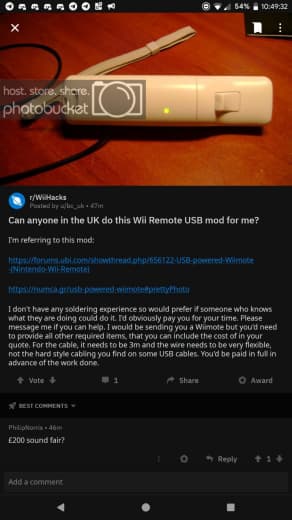 54% 10:49:32
host. store. share.
photobucket
r/WiiHacks
Posted by u/bc_uk • 47m
Can anyone in the UK do this Wii Remote USB mod for me?
I'm referring to this mod:
https://forums.ubi.com/showthread.php/656122-USB-powered-Wiimote
-(Nintendo-Wii-Remote)
https://numca.gr/usb-powered-wiimote#prettyPhoto
I don't have any soldering experience so would prefer if someone who knows
what they are doing could do it. I'd obviously pay you for your time. Please
message me if you can help. I would be sending you a Wiimote but you'd need
to provide all other required items, that you can include the cost of in your
quote. For the cable, it needs to be 3m and the wire needs to be very flexible,
not the hard style cabling you find on some USB cables. You'd be paid in full in
advance of the work done.
Vote 1 Share Award
BEST COMMENTS
PhilipNorris • 46m
£200 sound fair?
Reply 1
Add a comment